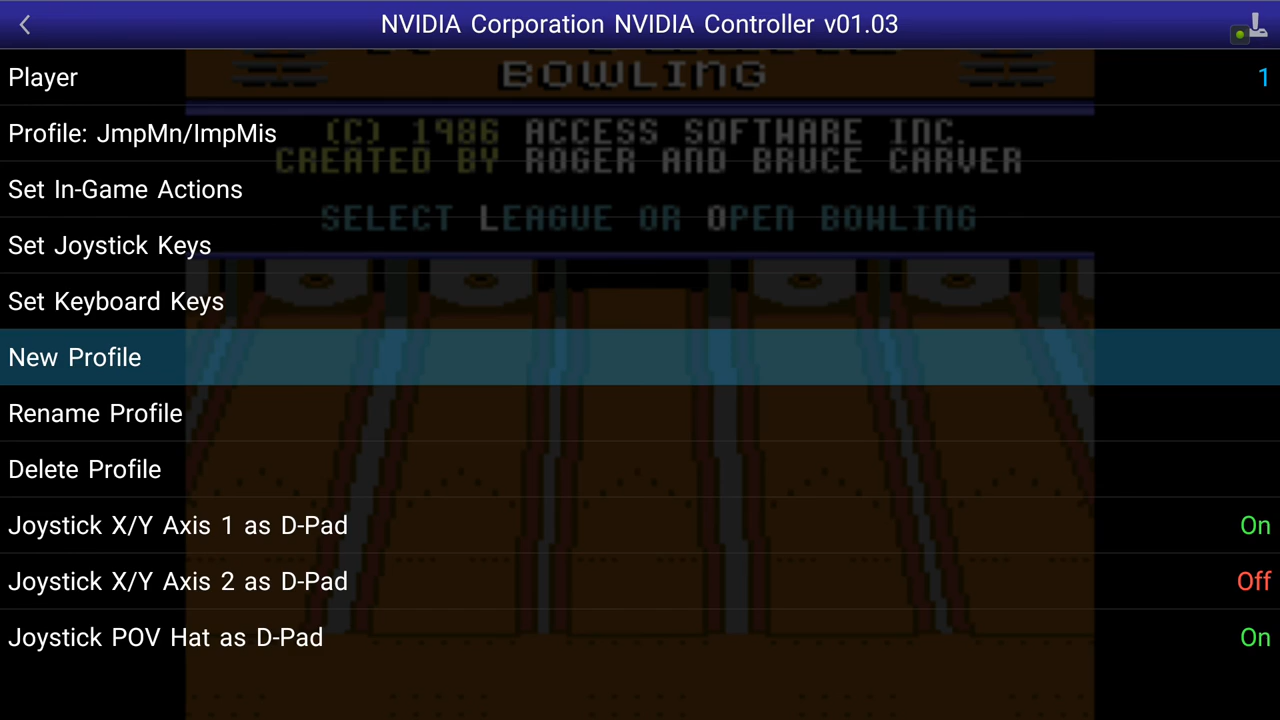 NVIDIA Corporation NVIDIA Controller v01.03
BOWLING
Player 1
(C) 1986 ACCESS SOFTWARE INC.
Profile: JmpMn/ImpMis
CREATED BY ROGER AND BRUCE CARVER
Set In-Game Actions
SELECT LEAGUE OR OPEN BOWLING
Set Joystick Keys
Set Keyboard Keys
New Profile
Rename Profile
Delete Profile
Joystick X/Y Axis 1 as D-Pad On
Joystick X/Y Axis 2 as D-Pad Off
Joystick POV Hat as D-Pad On